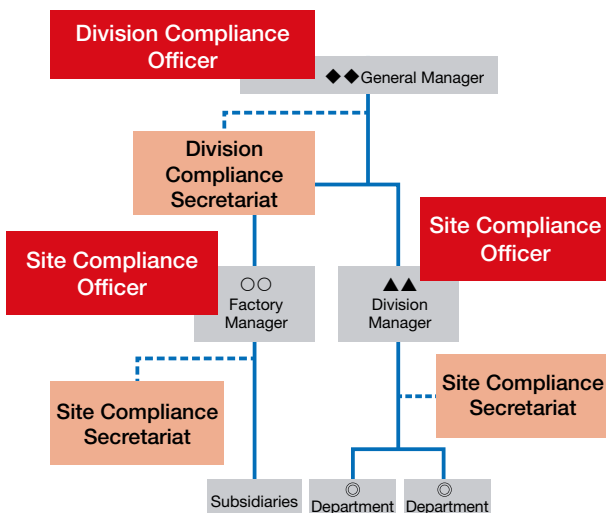 Division Compliance
Officer
◆◆General Manager
Division
Compliance
Secretariat
Site Compliance
Officer
Site Compliance
Officer
○○
Factory
Manager
▲▲
Division
Manager
Site Compliance
Secretariat
Site Compliance
Secretariat
Subsidiaries
◎
Department
◎
Department